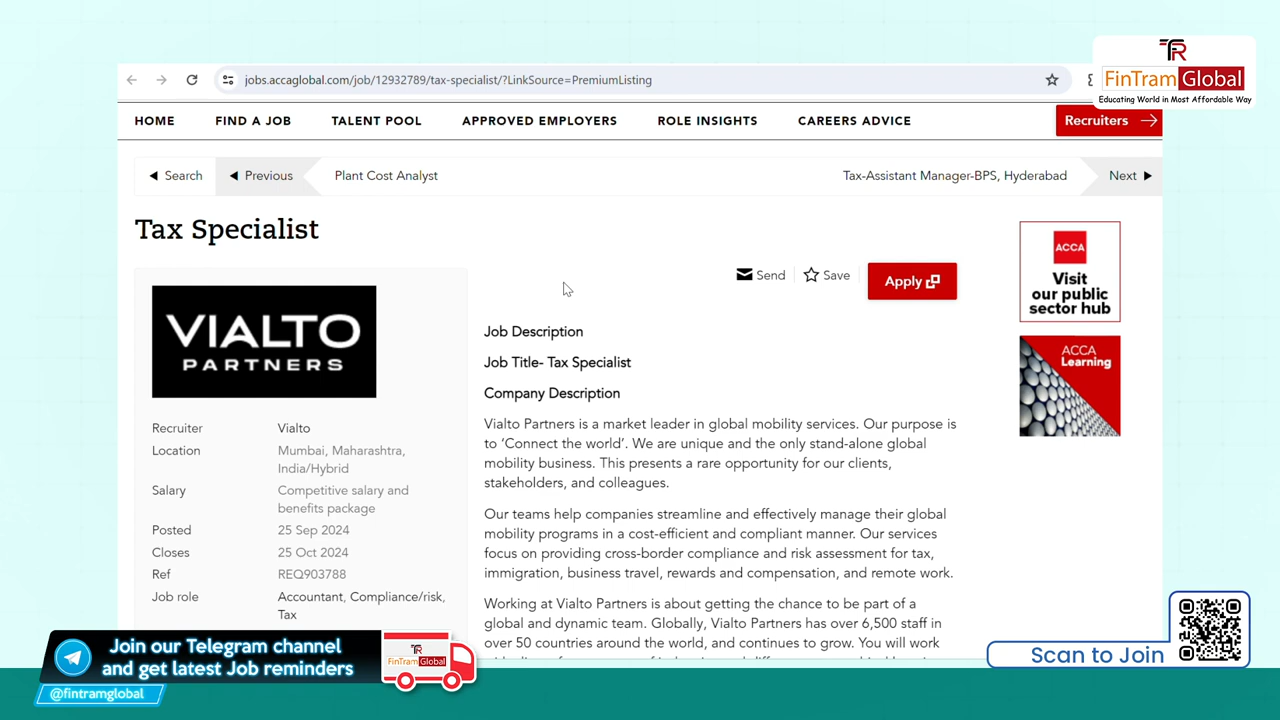 jobs.accaglobal.com/job/12932789/tax-specialist/?LinkSource=PremiumListing
FinTram Global
Educating World in Most Affordable Way
HOME FIND A JOB TALENT POOL APPROVED EMPLOYERS ROLE INSIGHTS CAREERS ADVICE Recruiters
Search Previous Plant Cost Analyst Tax-Assistant Manager-BPS, Hyderabad Next
Tax Specialist
Send Save Apply
ACCA
Visit
our public
sector hub
ACCA
Learning
VIALTO
PARTNERS
Recruiter Vialto
Location Mumbai, Maharashtra,
India/Hybrid
Salary Competitive salary and
benefits package
Posted 25 Sep 2024
Closes 25 Oct 2024
Ref REQ903788
Job role Accountant, Compliance/risk,
Tax
Job Description
Job Title- Tax Specialist
Company Description
Vialto Partners is a market leader in global mobility services. Our purpose is
to ‘Connect the world’. We are unique and the only stand-alone global
mobility business. This presents a rare opportunity for our clients,
stakeholders, and colleagues.
Our teams help companies streamline and effectively manage their global
mobility programs in a cost-efficient and compliant manner. Our services
focus on providing cross-border compliance and risk assessment for tax,
immigration, business travel, rewards and compensation, and remote work.
Working at Vialto Partners is about getting the chance to be part of a
global and dynamic team. Globally, Vialto Partners has over 6,500 staff in
over 50 countries around the world, and continues to grow. You will work
Join our Telegram channel
and get latest Job reminders
@fintramglobal
FinTram Global
Scan to Join